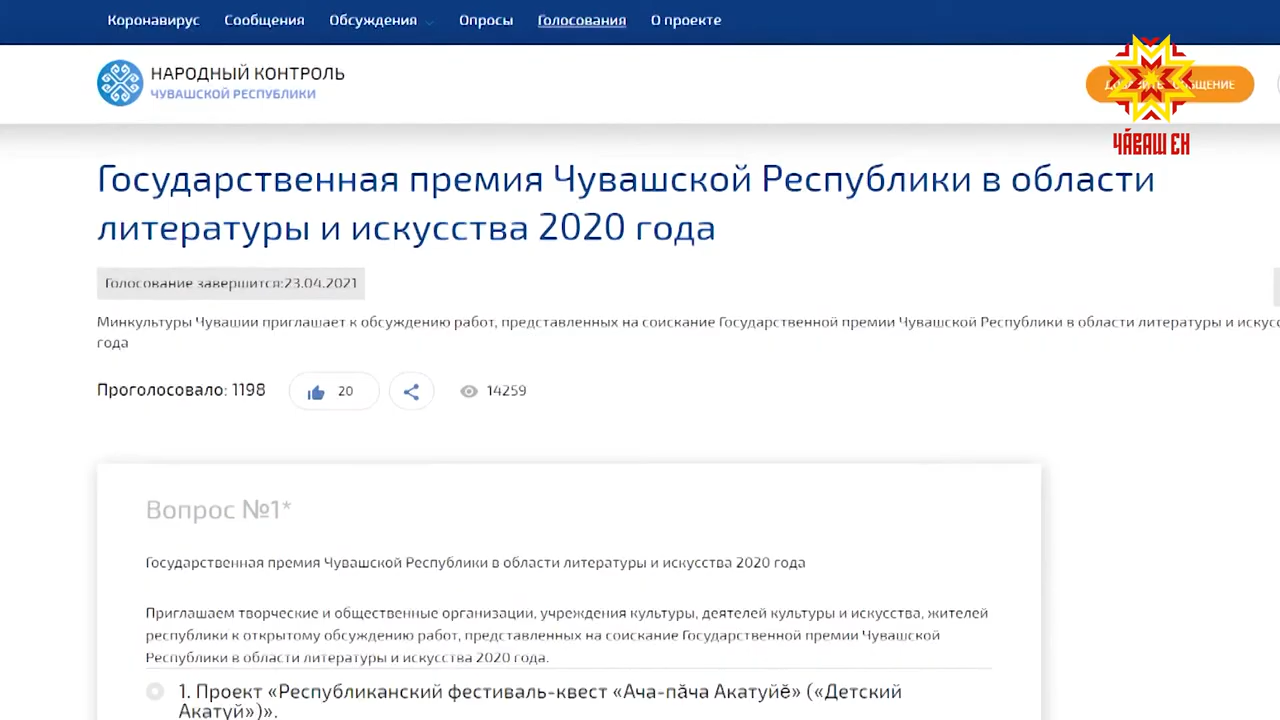 Коронавирус Сообщения Обсуждения Опросы Голосования О проекте
НАРОДНЫЙ КОНТРОЛЬ
ЧУВАШСКОЙ РЕСПУБЛИКИ
ЧĂВАШ ЕН
Государственная премия Чувашской Республики в области
литературы и искусства 2020 года
Голосование завершится:23.04.2021
Минкультуры Чувашии приглашает к обсуждению работ, представленных на соискание Государственной премии Чувашской Республики в области литературы и
года
Проголосовало: 1198 20 14259
Вопрос №1*
Государственная премия Чувашской Республики в области литературы и искусства 2020 года
Приглашаем творческие и общественные организации, учреждения культуры, деятелей культуры и искусства, жителей
республики к открытому обсуждению работ, представленных на соискание Государственной премии Чувашской
Республики в области литературы и искусства 2020 года.
1. Проект «Республиканский фестиваль-квест «Ача-пăча Акатуйĕ» («Детский
Акатуй»)».